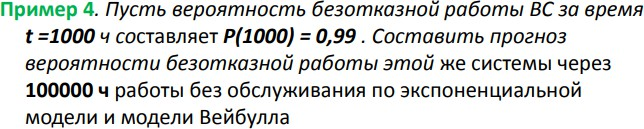 Пример 4. Пусть вероятность безотказной работы ВС за время
t =1000 ч составляет P(1000) = 0,99 . Составить прогноз
вероятности безотказной работы этой же системы через
100000 ч работы без обслуживания по экспоненциальной
модели и модели Вейбулла